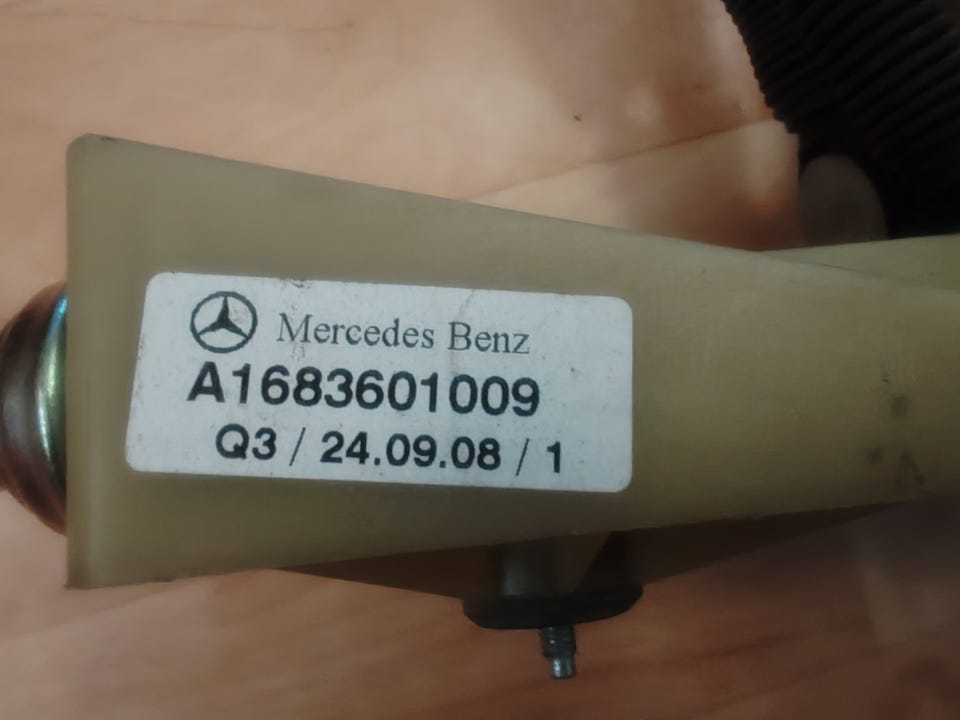 Mercedes Benz
A1683601009
Q3 / 24.09.08 / 1